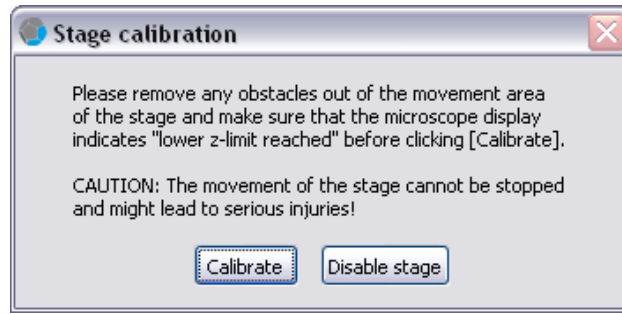 Stage calibration
Please remove any obstacles out of the movement area
of the stage and make sure that the microscope display
indicates "lower z-limit reached" before clicking [Calibrate].
CAUTION: The movement of the stage cannot be stopped
and might lead to serious injuries!
Calibrate
Disable stage